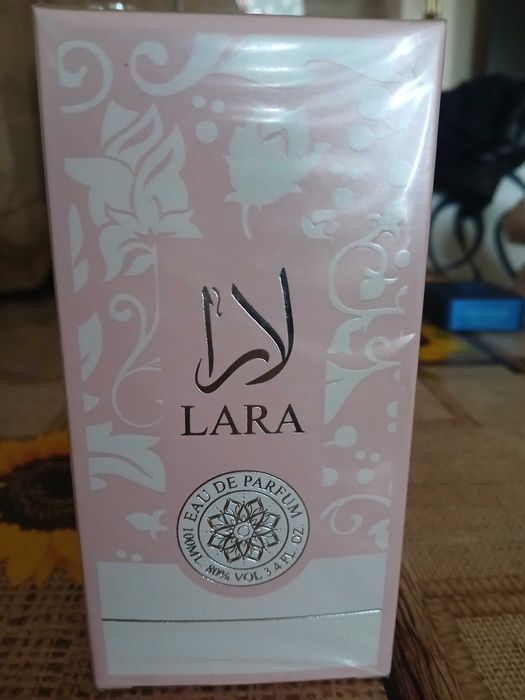 لارا
LARA
EAU DE PARFUM
100ML. 80% VOL 3.4 FL. OZ.